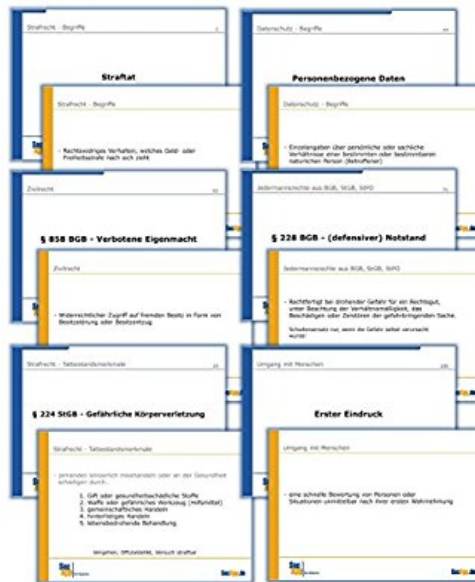 Strafrecht - Begriffe
Straftat
Strafrecht - Begriffe
- Rechtswidriges Verhalten, welches Geld- oder
Freiheitsstrafe nach sich zieht
Datenschutz - Begriffe
Personenbezogene Daten
Datenschutz - Begriffe
- Einzelangaben über persönliche oder sachliche
Verhältnisse einer bestimmten oder bestimmbaren
natürlichen Person (Betroffener)
Zivilrecht
§ 858 BGB - Verbotene Eigenmacht
Zivilrecht
- Widerrechtlicher Zugriff auf fremden Besitz in Form von
Besitzstörung oder Besitzentzug
Jedermannsrechte aus BGB, StGB, StPO
§ 228 BGB - (defensiver) Notstand
Jedermannsrechte aus BGB, StGB, StPO
- Rechtfertigt bei drohender Gefahr für ein Rechtsgut,
unter Beachtung der Verhältnismäßigkeit, das
Beschädigen oder Zerstören der gefahrbringenden Sache.
Schadensersatz nur, wenn die Gefahr selbst verursacht
wurde
Strafrecht - Tatbestandsmerkmale
§ 224 StGB - Gefährliche Körperverletzung
Strafrecht - Tatbestandsmerkmale
- jemanden körperlich misshandeln oder an der Gesundheit
schädigen durch...
1. Gift oder gesundheitsschädliche Stoffe
2. Waffe oder gefährliches Werkzeug (Hilfsmittel)
3. gemeinschaftliches Handeln
4. hinterlistiges Handeln
5. lebensbedrohende Behandlung
Vergehen, Offizialdelikt, Versuch strafbar
Umgang mit Menschen
Erster Eindruck
Umgang mit Menschen
- eine schnelle Bewertung von Personen oder
Situationen unmittelbar nach ihrer ersten Wahrnehmung